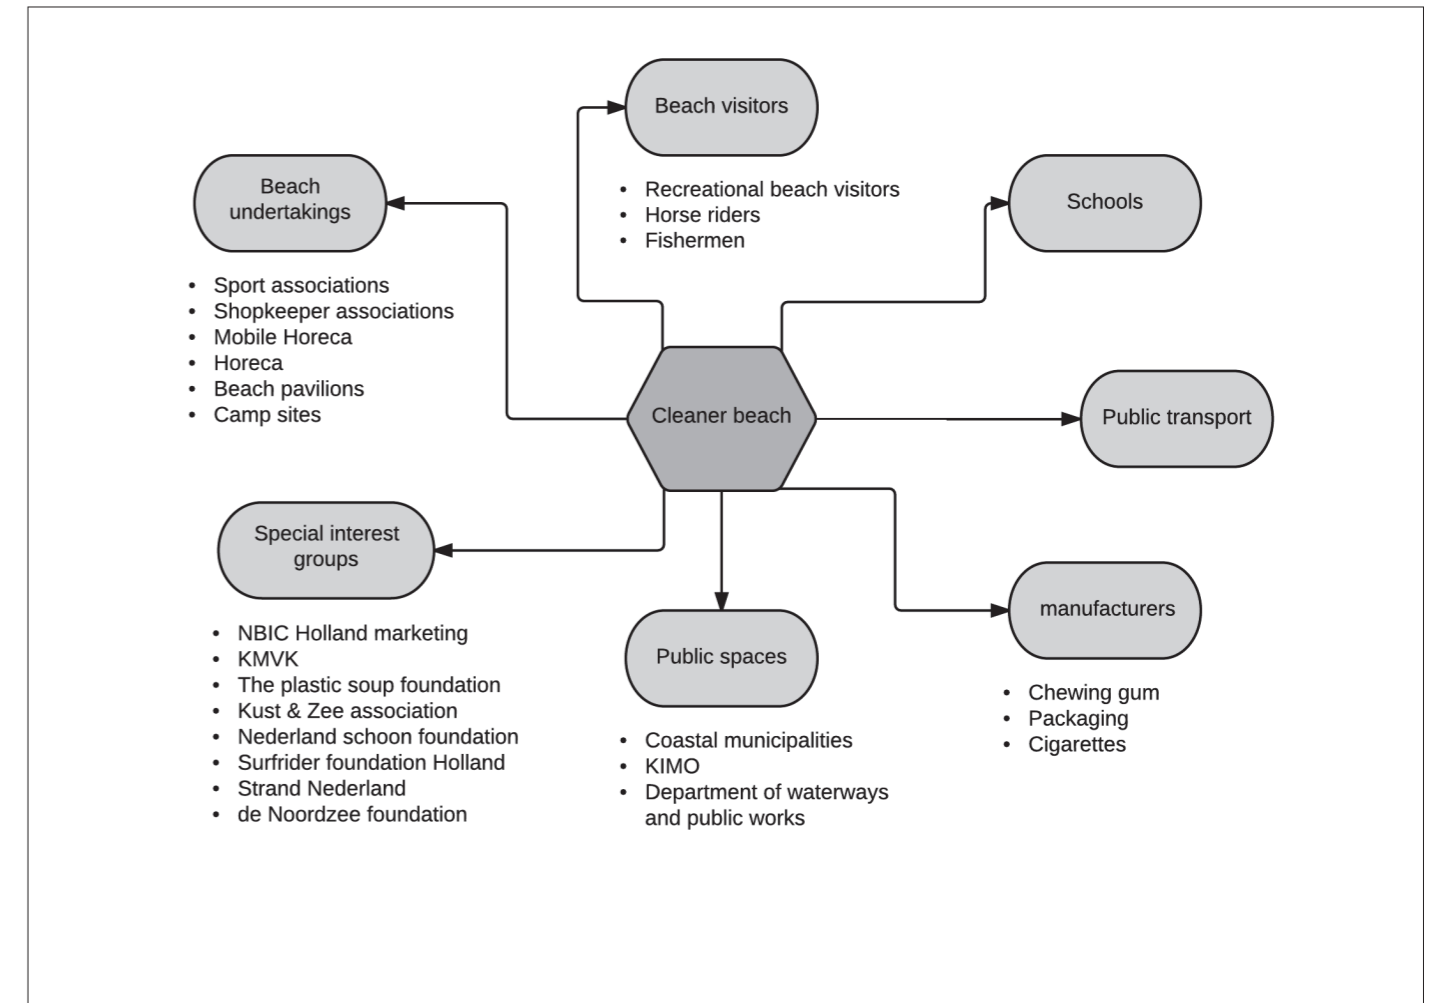 Beach visitors
• Recreational beach visitors
• Horse riders
• Fishermen
Beach
undertakings
• Sport associations
• Shopkeeper associations
• Mobile Horeca
• Horeca
• Beach pavilions
• Camp sites
Schools
Cleaner beach
Public transport
Special interest
groups
• NBIC Holland marketing
• KMVK
• The plastic soup foundation
• Kust & Zee association
• Nederland schoon foundation
• Surfrider foundation Holland
• Strand Nederland
• de Noordzee foundation
Public spaces
• Coastal municipalities
• KIMO
• Department of waterways
and public works
manufacturers
• Chewing gum
• Packaging
• Cigarettes